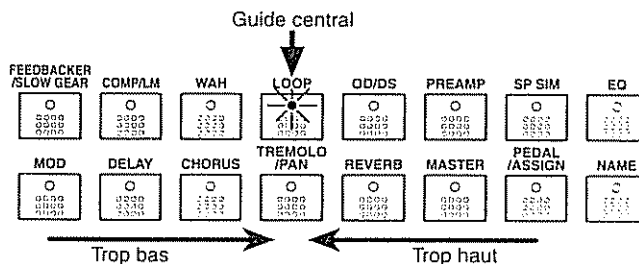 Guide central
FEEDBACKER
/SLOW GEAR COMP/LM WAH LOOP OD/DS PREAMP SP SIM EQ
MOD DELAY CHORUS TREMOLO
/PAN REVERB MASTER PEDAL
/ASSIGN NAME
Trop bas Trop haut